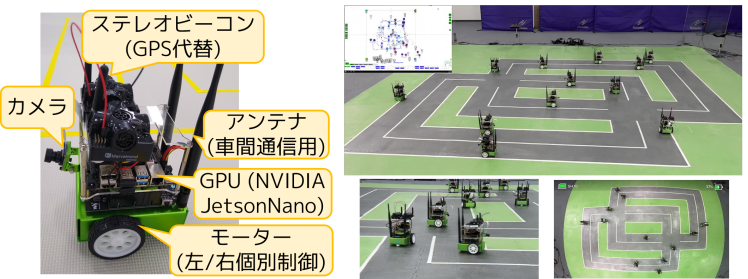 ステレオビーコン
(GPS代替)
カメラ
アンテナ
(車間通信用)
GPU (NVIDIA
JetsonNano)
モーター
(左/右個別制御)